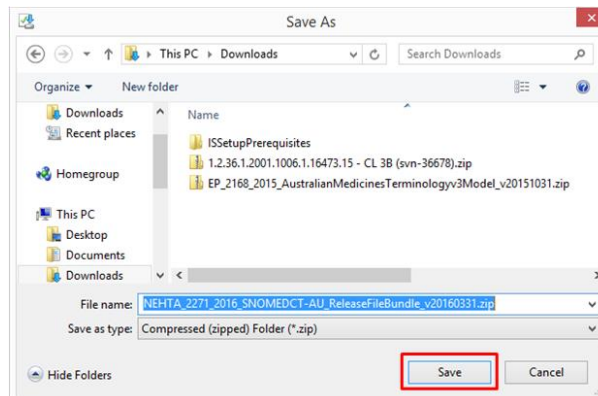 Save As
This PC Downloads
Search Downloads
Organize New folder
Downloads
Recent places
Homegroup
This PC
Desktop
Documents
Downloads
Name
ISSetupPrerequisites
1.2.36.1.2001.1006.1.16473.15 - CL 3B (svn-36678).zip
EP_2168_2015_AustralianMedicinesTerminologyv3Model_v20151031.zip
File name: NEHTA_2271_2016_SNOMEDCT-AU_ReleaseFileBundle_v20160331.zip
Save as type: Compressed (zipped) Folder (*.zip)
Hide Folders
Save Cancel